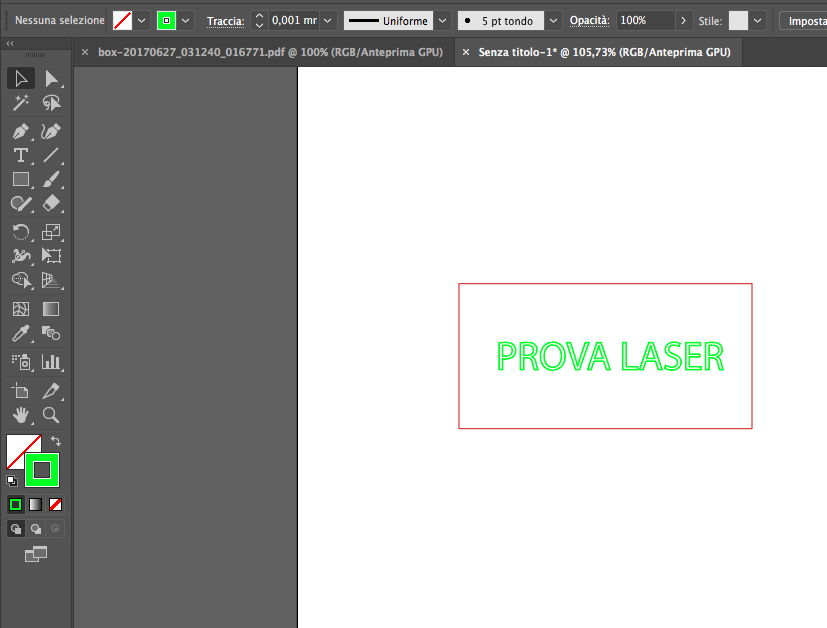 Nessuna selezione
Traccia: 0,001 mr
Uniforme
5 pt tondo
Opacità: 100%
Stile:
Imposta
× box-20170627_031240_016771.pdf @ 100% (RGB/Anteprima GPU)
× Senza titolo-1* @ 105,73% (RGB/Anteprima GPU)
PROVA LASER